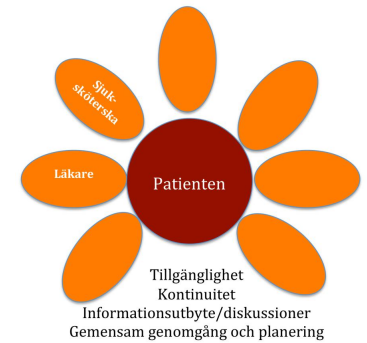 Sjuk-
sköterska
Läkare
Patienten
Tillgänglighet
Kontinuitet
Informationsutbyte/diskussioner
Gemensam genomgång och planering